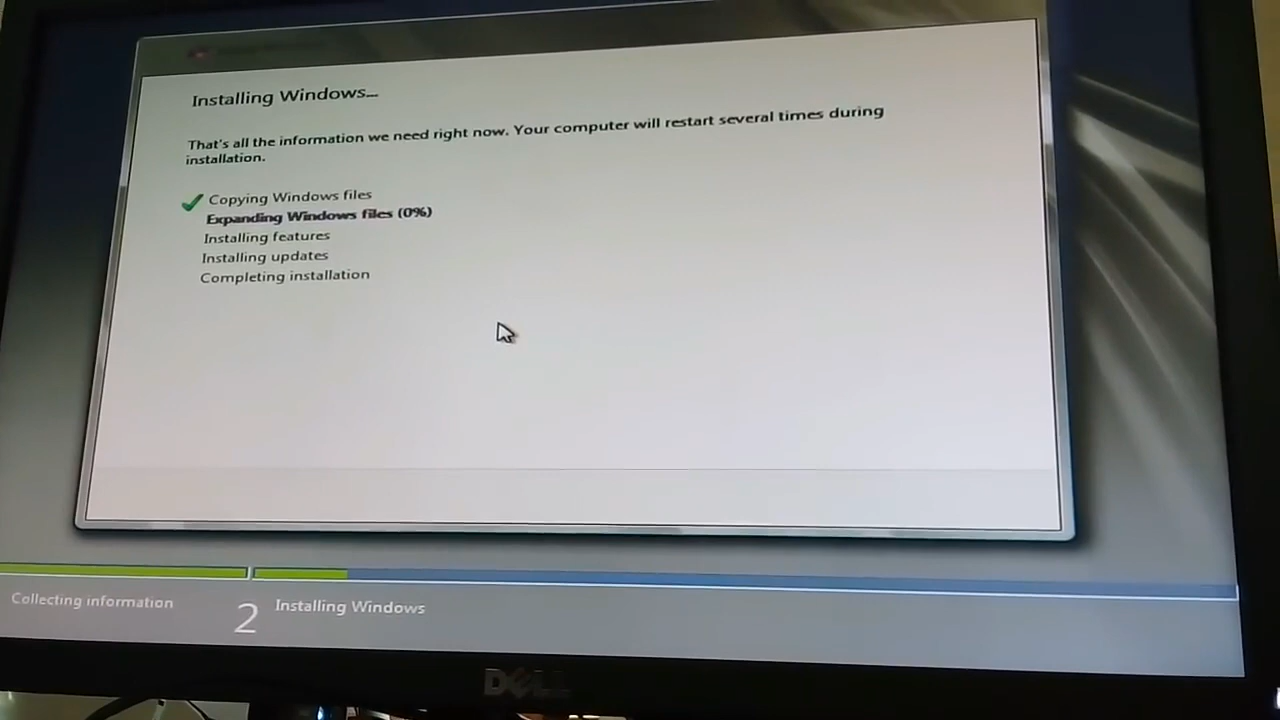 Installing Windows...
That's all the information we need right now. Your computer will restart several times during
installation.
Copying Windows files
Expanding Windows files (0%)
Installing features
Installing updates
Completing installation
Collecting information
2 Installing Windows
DELL